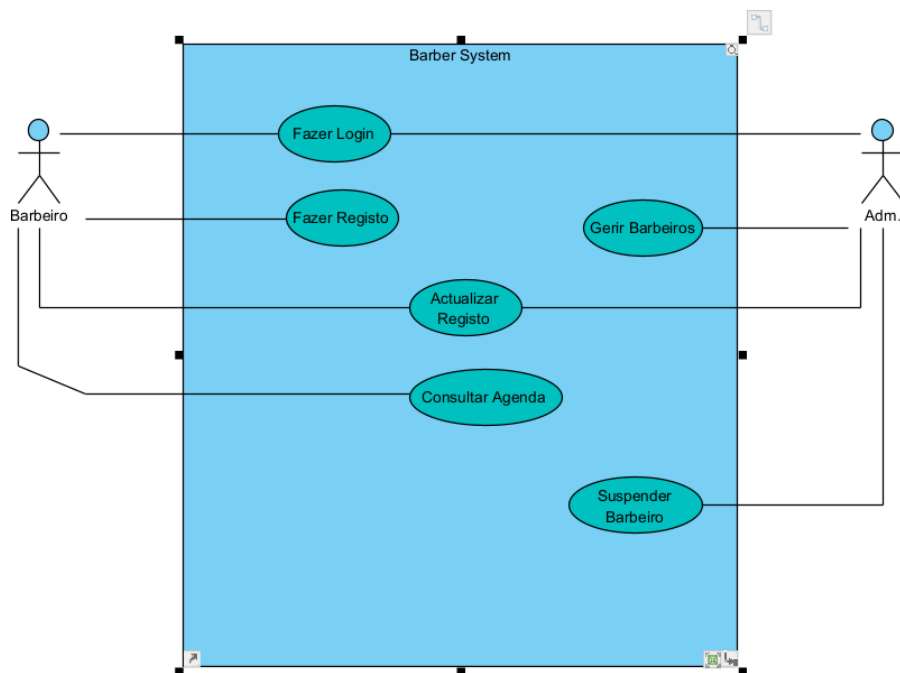 Barber System
Fazer Login
Barbeiro
Fazer Registo
Adm.
Gerir Barbeiros
Actualizar
Registo
Consultar Agenda
Suspender
Barbeiro